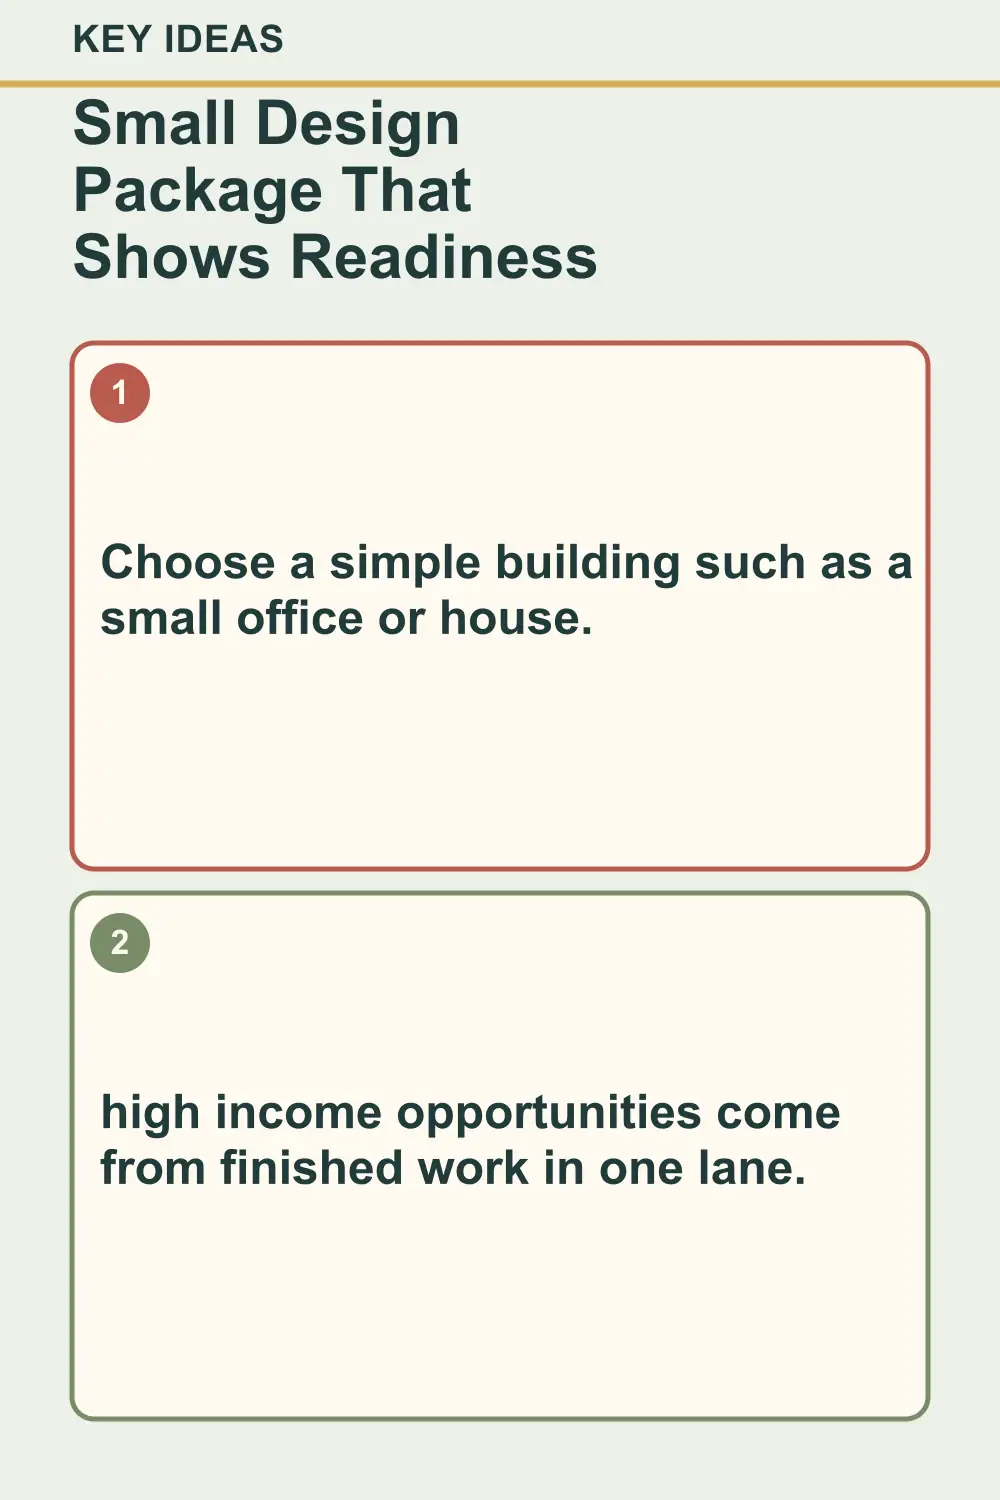 KEY IDEAS
Small Design
Package That
Shows Readiness
1
Choose a simple building such as a
small office or house.
2
high income opportunities come
from finished work in one lane.